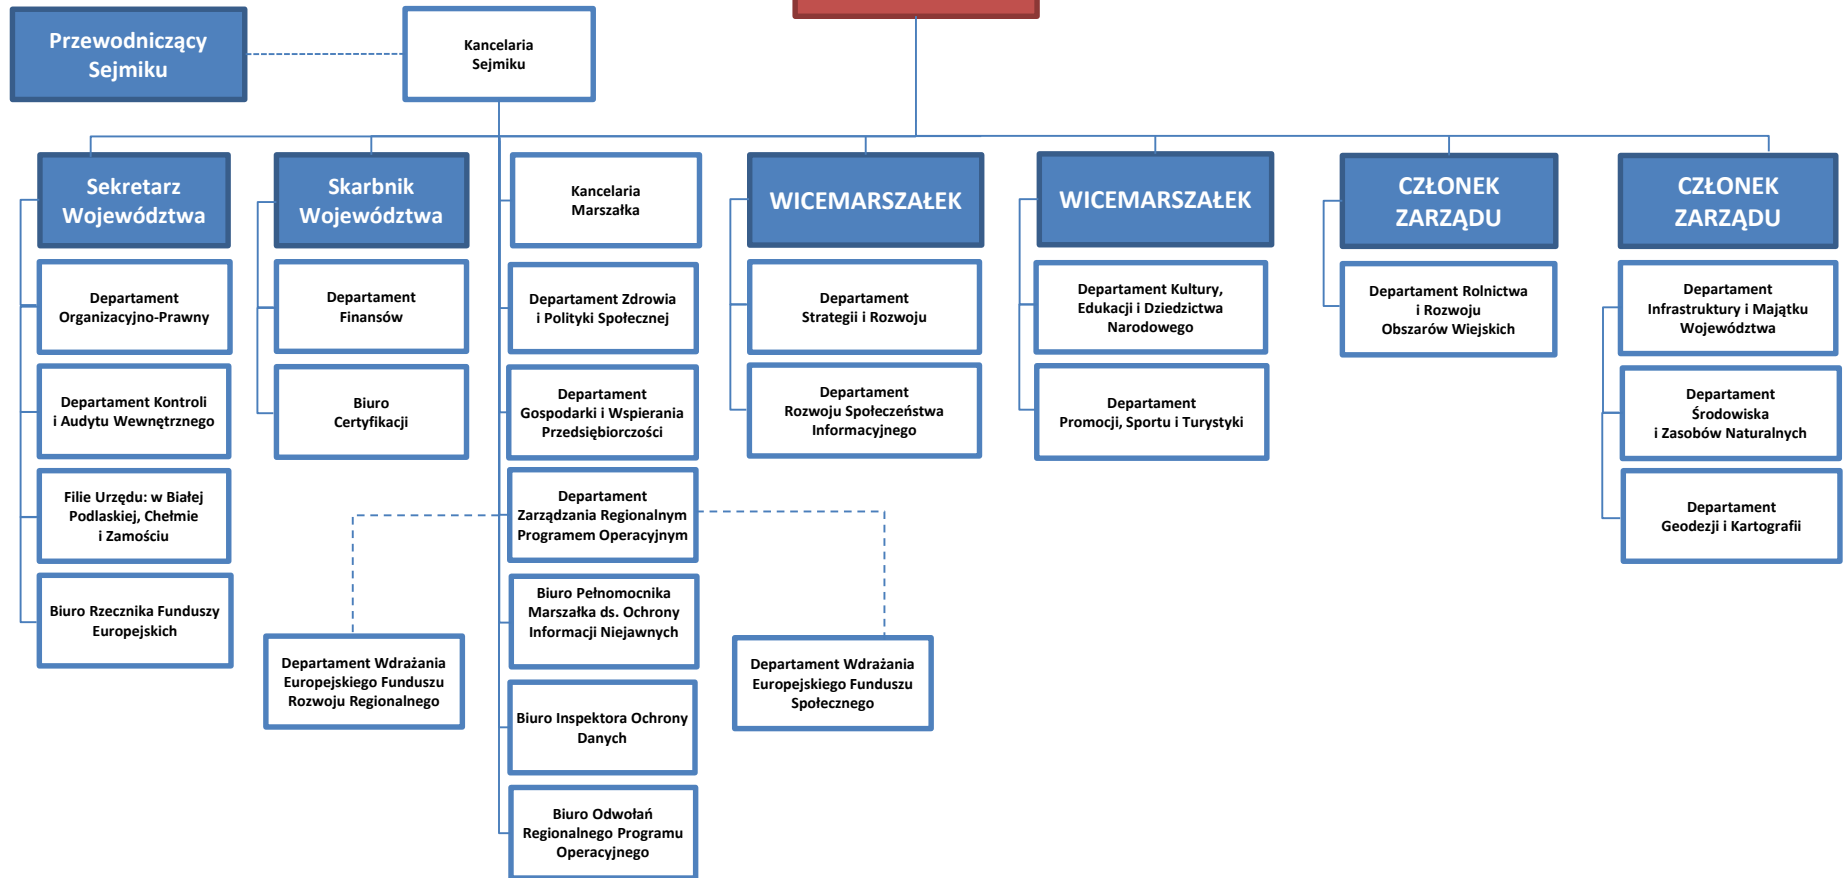 Przewodniczący
Sejmiku
Kancelaria
Sejmiku
Sekretarz
Województwa
Skarbnik
Województwa
Kancelaria
Marszałka
WICEMARSZAŁEK
WICEMARSZAŁEK
CZŁONEK
ZARZĄDU
CZŁONEK
ZARZĄDU
Departament
Organizacyjno-Prawny
Departament
Finansów
Departament Zdrowia
i Polityki Społecznej
Departament
Strategii i Rozwoju
Departament Kultury,
Edukacji i Dziedzictwa
Narodowego
Departament Rolnictwa
i Rozwoju
Obszarów Wiejskich
Departament
Infrastruktury i Majątku
Województwa
Departament Kontroli
i Audytu Wewnętrznego
Biuro
Certyfikacji
Departament
Gospodarki i Wspierania
Przedsiębiorczości
Departament
Rozwoju Społeczeństwa
Informacyjnego
Departament
Promocji, Sportu i Turystyki
Departament
Środowiska
i Zasobów Naturalnych
Filie Urzędu: w Białej
Podlaskiej, Chełmie
i Zamościu
Departament
Zarządzania Regionalnym
Programem Operacyjnym
Departament
Geodezji i Kartografii
Biuro Rzecznika Funduszy
Europejskich
Biuro Pełnomocnika
Marszałka ds. Ochrony
Informacji Niejawnych
Departament Wdrażania
Europejskiego Funduszu
Rozwoju Regionalnego
Departament Wdrażania
Europejskiego Funduszu
Społecznego
Biuro Inspektora Ochrony
Danych
Biuro Odwołań
Regionalnego Programu
Operacyjnego